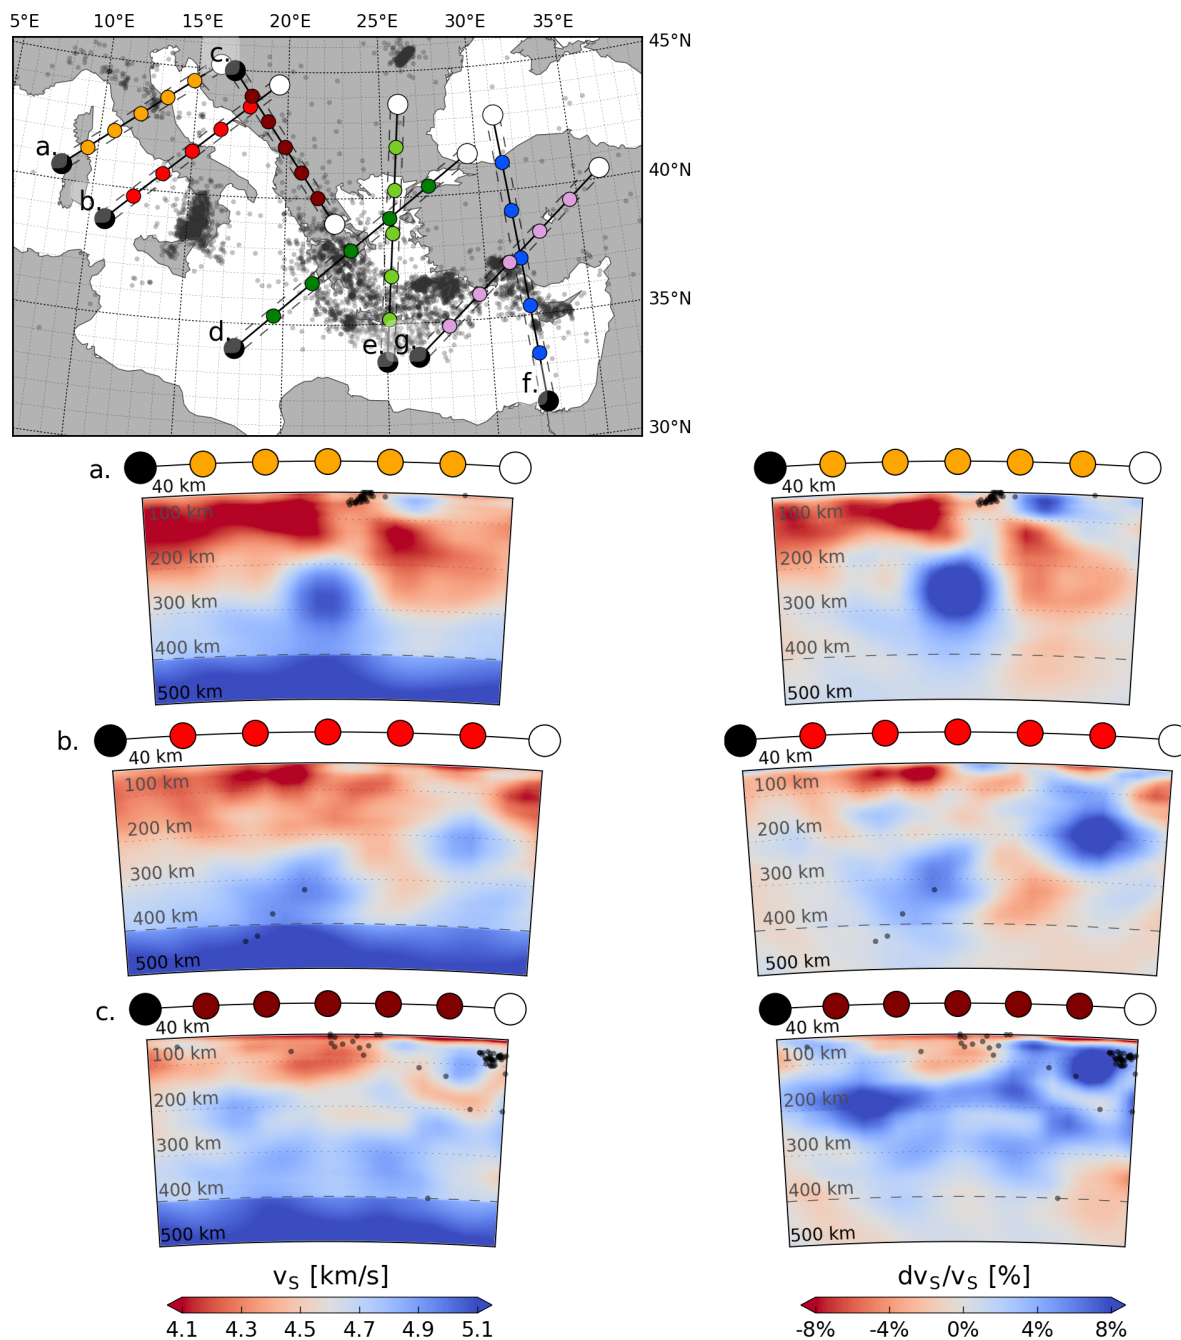 5°E 10°E 15°E 20°E 25°E 30°E 35°E
45°N
c.
a.
40°N
b.
35°N
d.
e. g.
f.
30°N
a.
40 km 40 km
100 km 100 km
200 km 200 km
300 km 300 km
400 km 400 km
500 km 500 km
b.
40 km 40 km
100 km 100 km
200 km 200 km
300 km 300 km
400 km 400 km
500 km 500 km
c.
40 km 40 km
100 km 100 km
200 km 200 km
300 km 300 km
400 km 400 km
500 km 500 km
vS [km/s] dvS/vS [%]
4.1 4.3 4.5 4.7 4.9 5.1 -8% -4% 0% 4% 8%